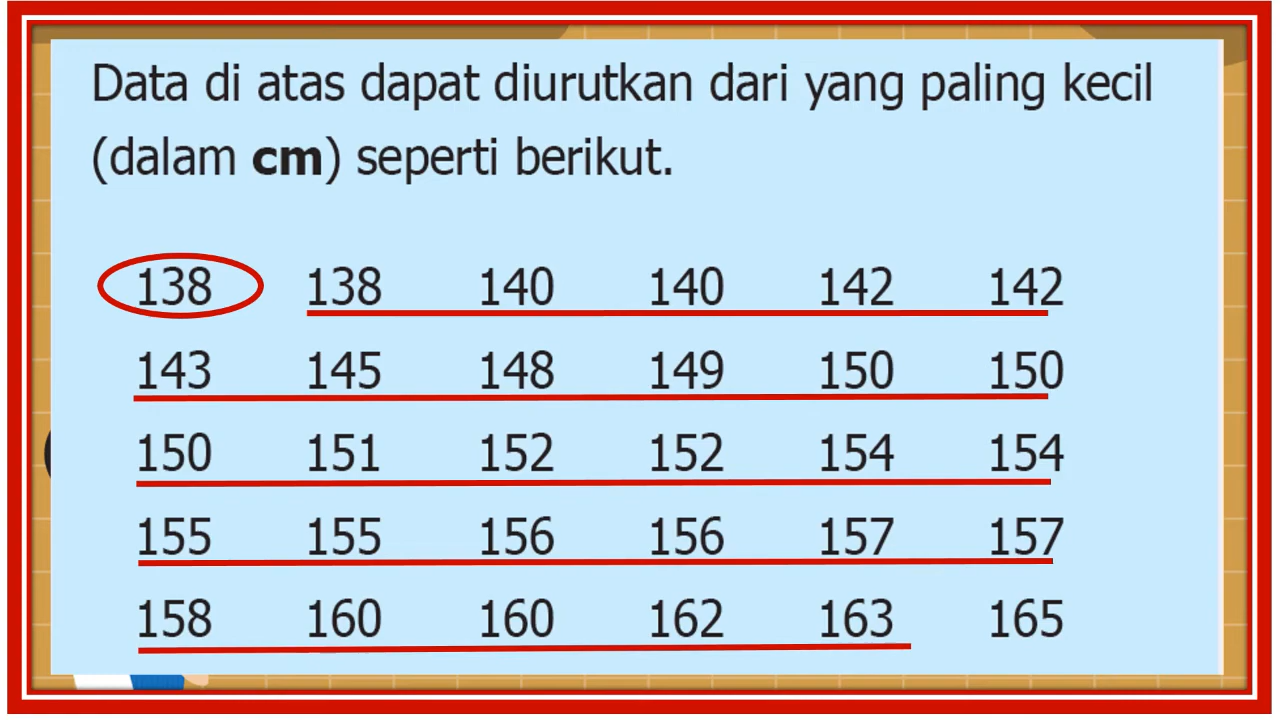 Data di atas dapat diurutkan dari yang paling kecil
(dalam cm) seperti berikut.
138 138 140 140 142 142
143 145 148 149 150 150
150 151 152 152 154 154
155 155 156 156 157 157
158 160 160 162 163 165